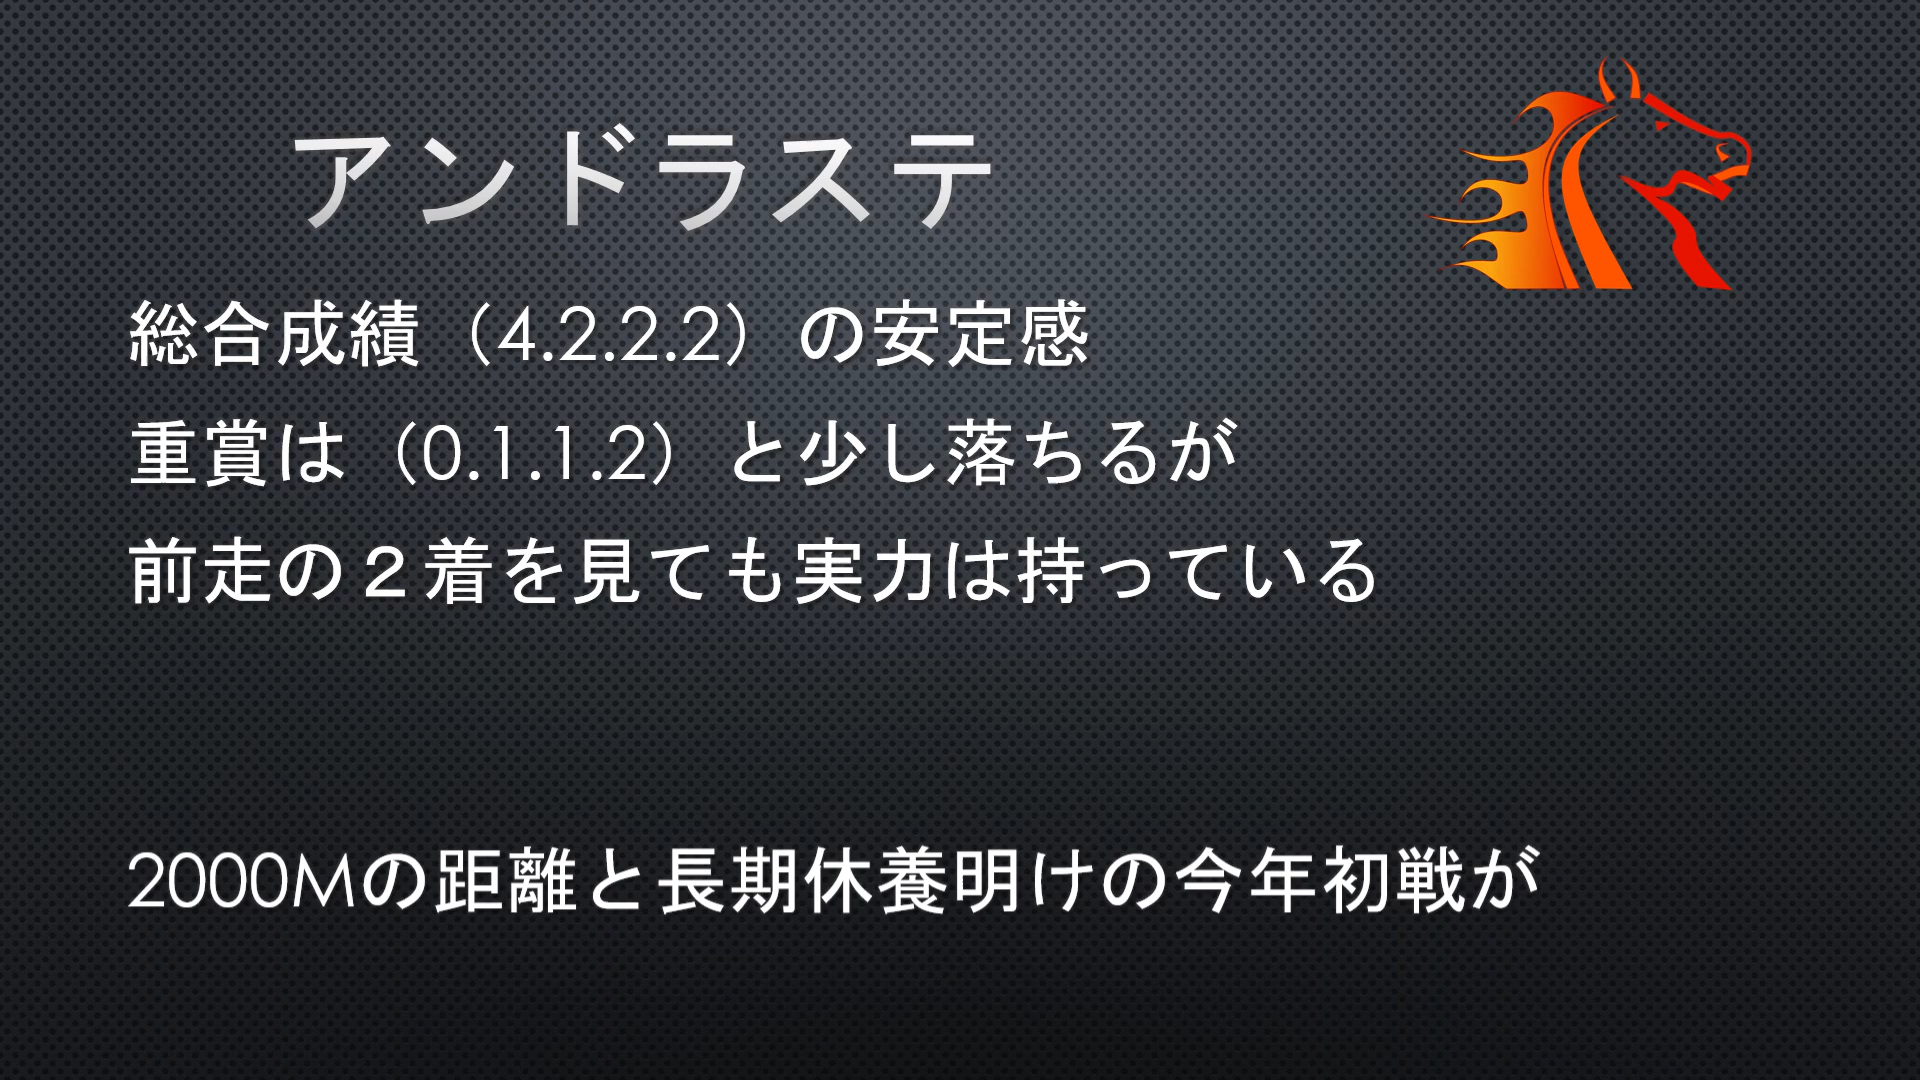 アンドラステ
総合成績（4.2.2.2）の安定感
重賞は（0.1.1.2）と少し落ちるが
前走の２着を見ても実力は持っている
2000Mの距離と長期休養明けの今年初戦が